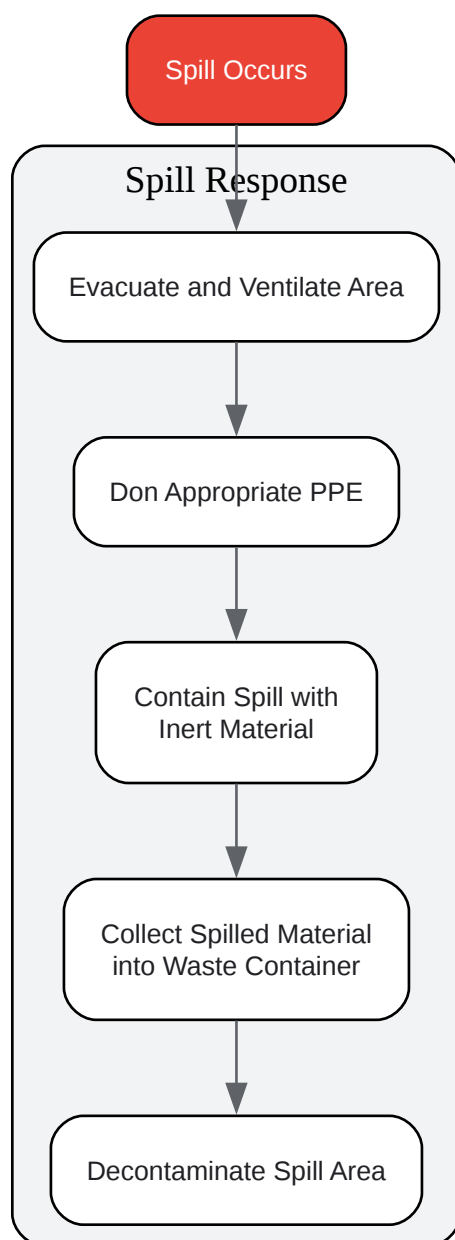 Spill Occurs
Spill Response
Evacuate and Ventilate Area
Don Appropriate PPE
Contain Spill with
Inert Material
Collect Spilled Material
into Waste Container
Decontaminate Spill Area